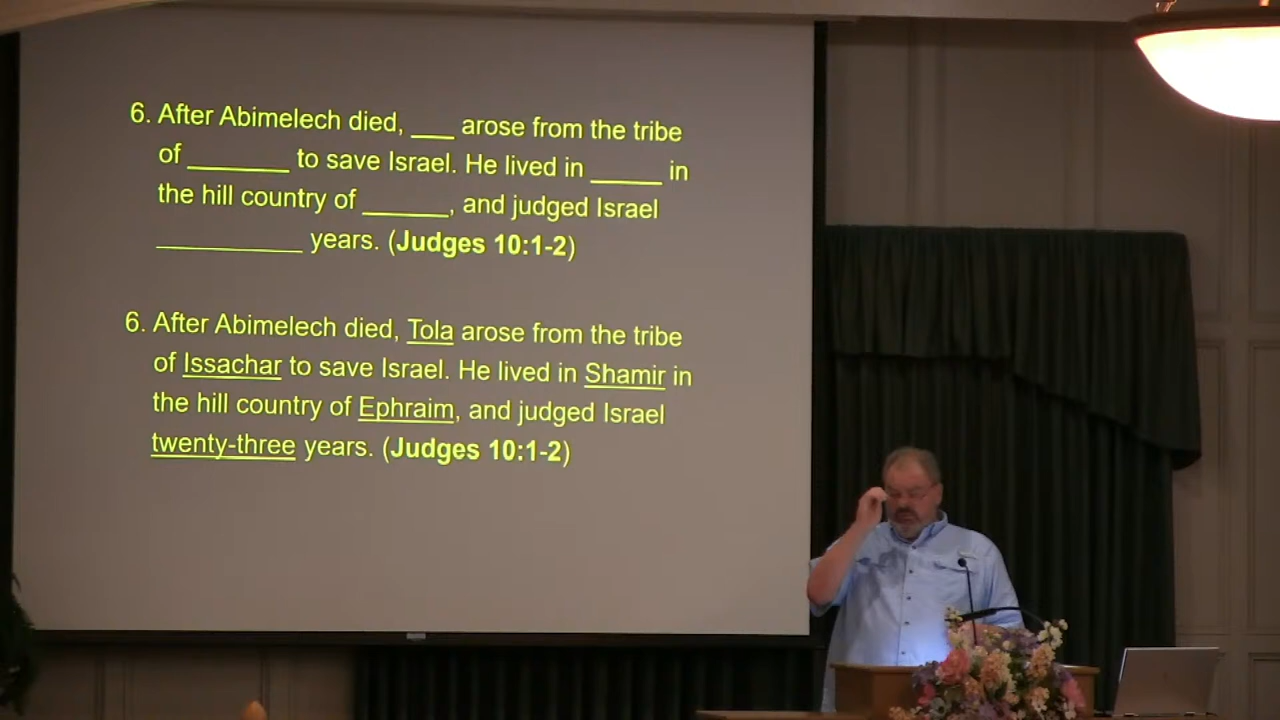 6. After Abimelech died, ___ arose from the tribe
of _______ to save Israel. He lived in _____ in
the hill country of ______, and judged Israel
__________ years. (Judges 10:1-2)
6. After Abimelech died, Tola arose from the tribe
of Issachar to save Israel. He lived in Shamir in
the hill country of Ephraim, and judged Israel
twenty-three years. (Judges 10:1-2)